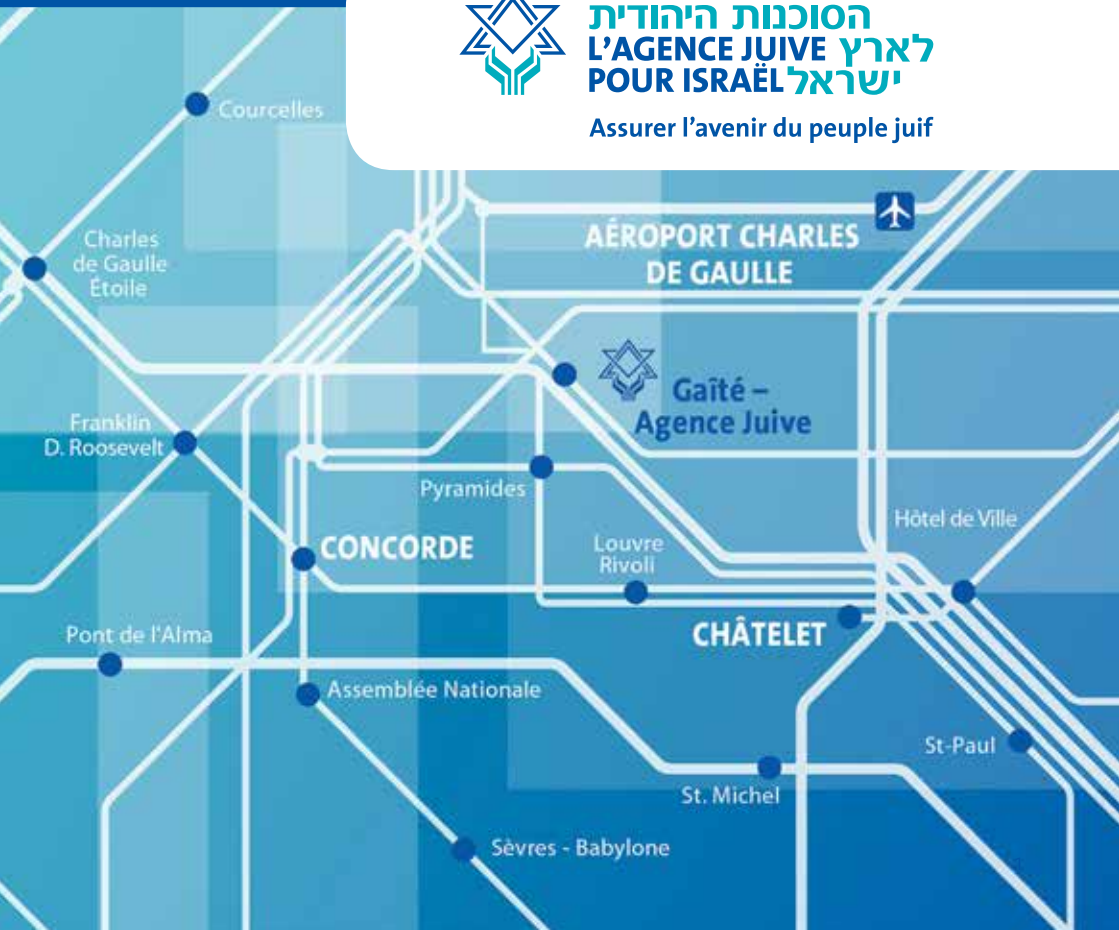 הסוכנות היהודית
L'AGENCE JUIVE לארץ
POUR ISRAËL ישראל
Assurer l'avenir du peuple juif
Courcelles
Charles
de Gaulle
Étoile
AÉROPORT CHARLES
DE GAULLE
Gaîté –
Agence Juive
Franklin
D. Roosevelt
Pyramides
Hôtel de Ville
CONCORDE
Louvre
Rivoli
Pont de l'Alma
CHÂTELET
Assemblée Nationale
St-Paul
St. Michel
Sèvres - Babylone